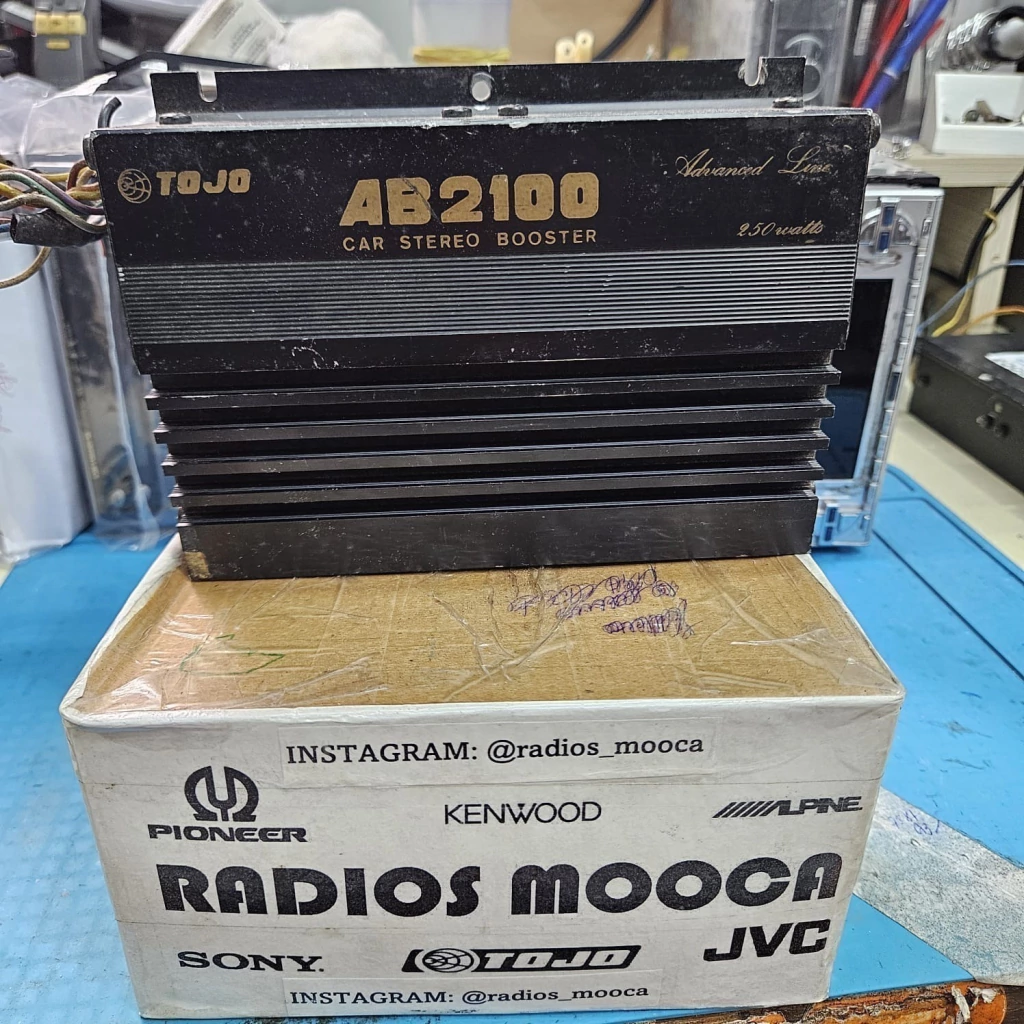 TOJO
AB2100
CAR STEREO BOOSTER
Advanced Line
250 watts
INSTAGRAM: @radios_mooca
PIONEER
KENWOOD
ALPINE
RADIOS MOOCA
SONY
TOJO
JVC
INSTAGRAM: @radios_mooca